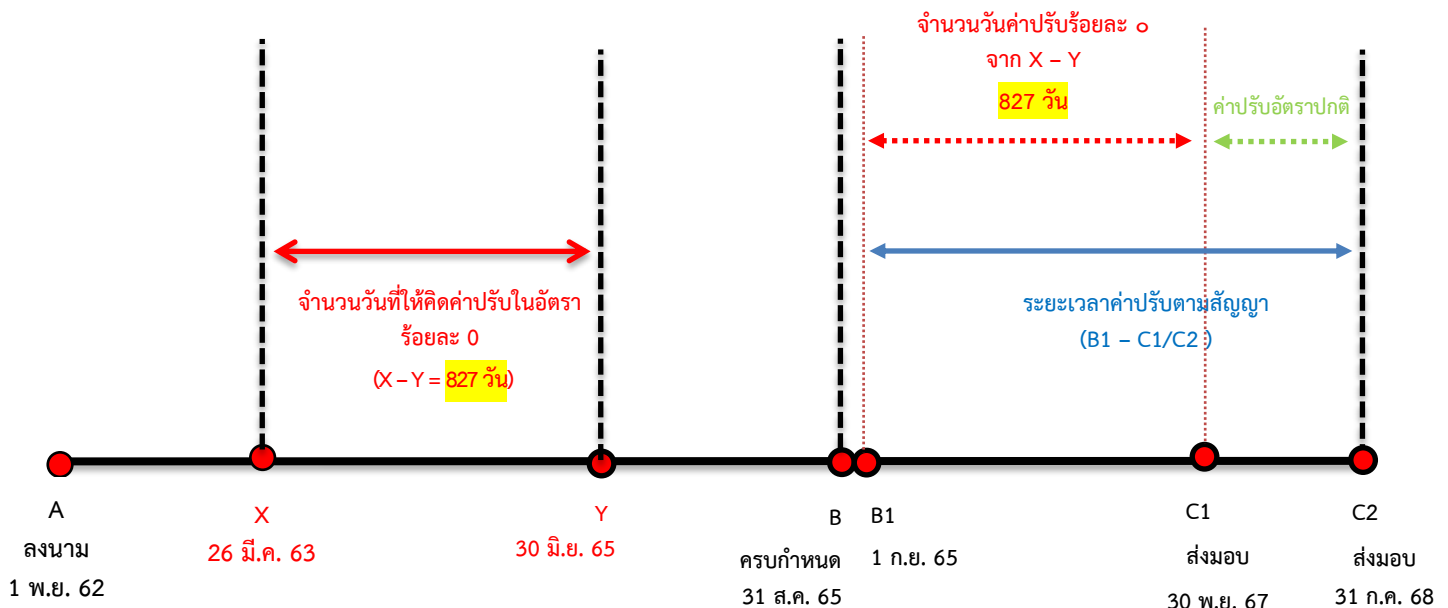 จำนวนวันค่าปรับร้อยละ ๐
จาก X – Y
827 วัน
ค่าปรับอัตราปกติ
จำนวนวันที่ให้คิดค่าปรับในอัตรา
ร้อยละ 0
(X – Y = 827 วัน)
ระยะเวลาค่าปรับตามสัญญา
(B1 – C1/C2 )
A
ลงนาม
1 พ.ย. 62
X
26 มี.ค. 63
Y
30 มิ.ย. 65
B
ครบกำหนด
31 ส.ค. 65
B1
1 ก.ย. 65
C1
ส่งมอบ
30 พ.ย. 67
C2
ส่งมอบ
31 ก.ค. 68